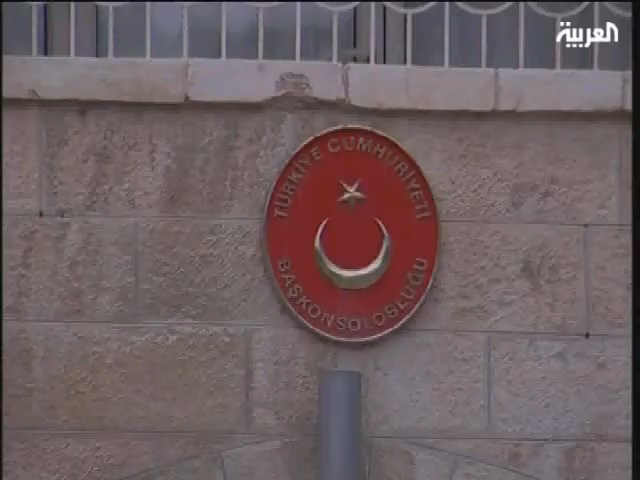 العربية
TÜRKİYE CUMHURİYETİ
BAŞKONSOLOSLUĞU